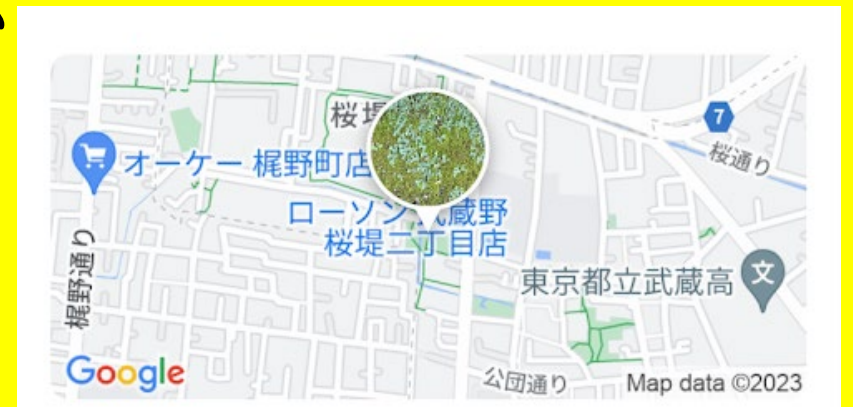 桜堤
7
桜通り
オーケー 梶野町店
ローソン 武蔵野
桜堤二丁目店
梶野通り
東京都立武蔵高
文
Google
公団通り
Map data ©2023